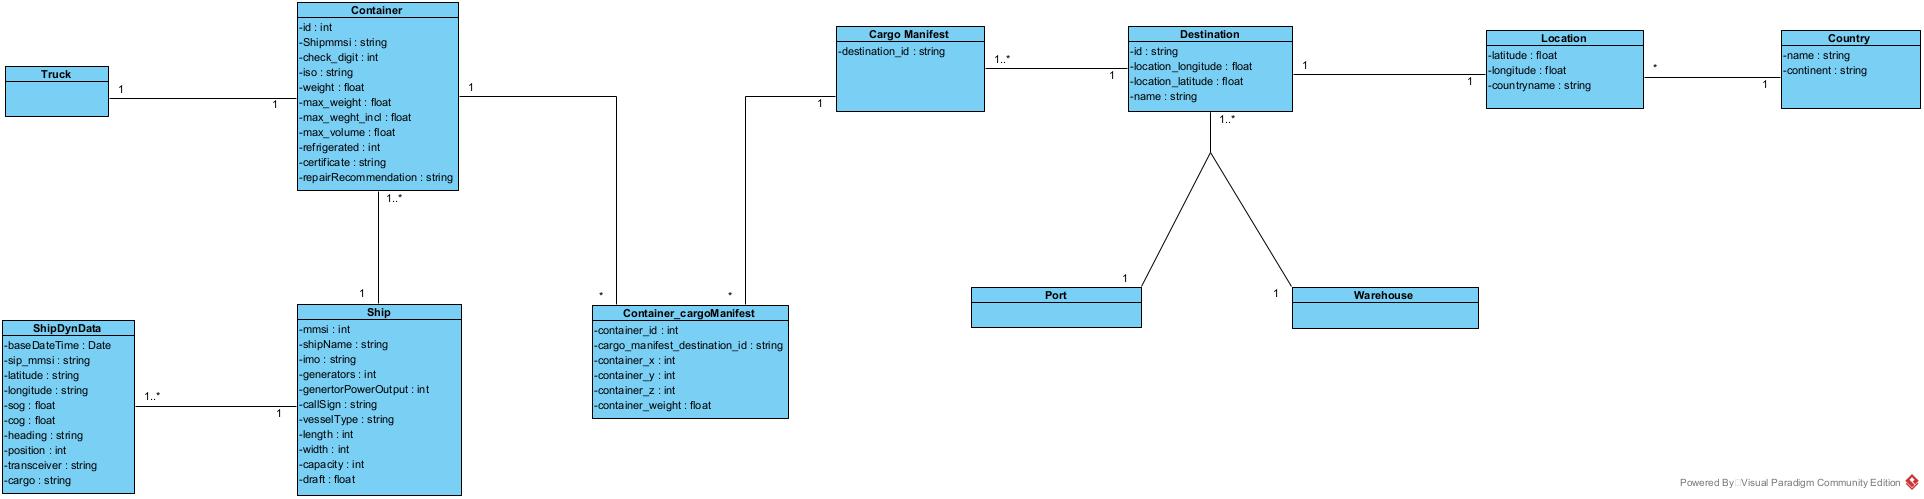 Truck
1
1
Container
-id : int
-Shipmmsi : string
-check_digit : int
-iso : string
-weight : float
-max_weight : float
-max_weght_incl : float
-max_volume : float
-refrigerated : int
-certificate : string
-repairRecommendation : string
1
*
1..*
1
ShipDynData
-baseDateTime : Date
-sip_mmsi : string
-latitude : string
-longitude : string
-sog : float
-cog : float
-heading : string
-position : int
-transceiver : string
-cargo : string
1..*
1
Ship
-mmsi : int
-shipName : string
-imo : string
-generators : int
-genertorPowerOutput : int
-callSign : string
-vesselType : string
-length : int
-width : int
-capacity : int
-draft : float
Container_cargoManifest
-container_id : int
-cargo_manifest_destination_id : string
-container_x : int
-container_y : int
-container_z : int
-container_weight : float
*
1
Cargo Manifest
-destination_id : string
1..*
1
Destination
-id : string
-location_longitude : float
-location_latitude : float
-name : string
1
1
1..*
1
1
Port
Warehouse
Location
-latitude : float
-longitude : float
-countryname : string
*
1
Country
-name : string
-continent : string
Powered By Visual Paradigm Community Edition